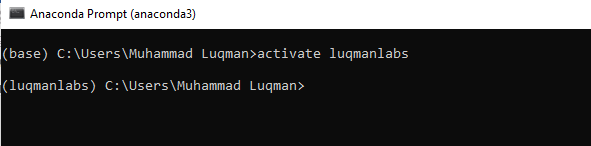 Anaconda Prompt (anaconda3)
(base) C:\Users\Muhammad Luqman>activate luqmanlabs
(luqmanlabs) C:\Users\Muhammad Luqman>